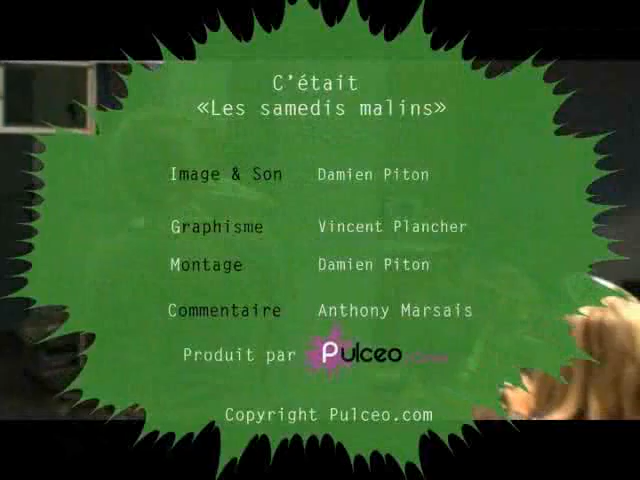 C'était
«Les samedis malins»
Image & Son Damien Piton
Graphisme Vincent Plancher
Montage Damien Piton
Commentaire Anthony Marsais
Produit par Pulceo
Copyright Pulceo.com